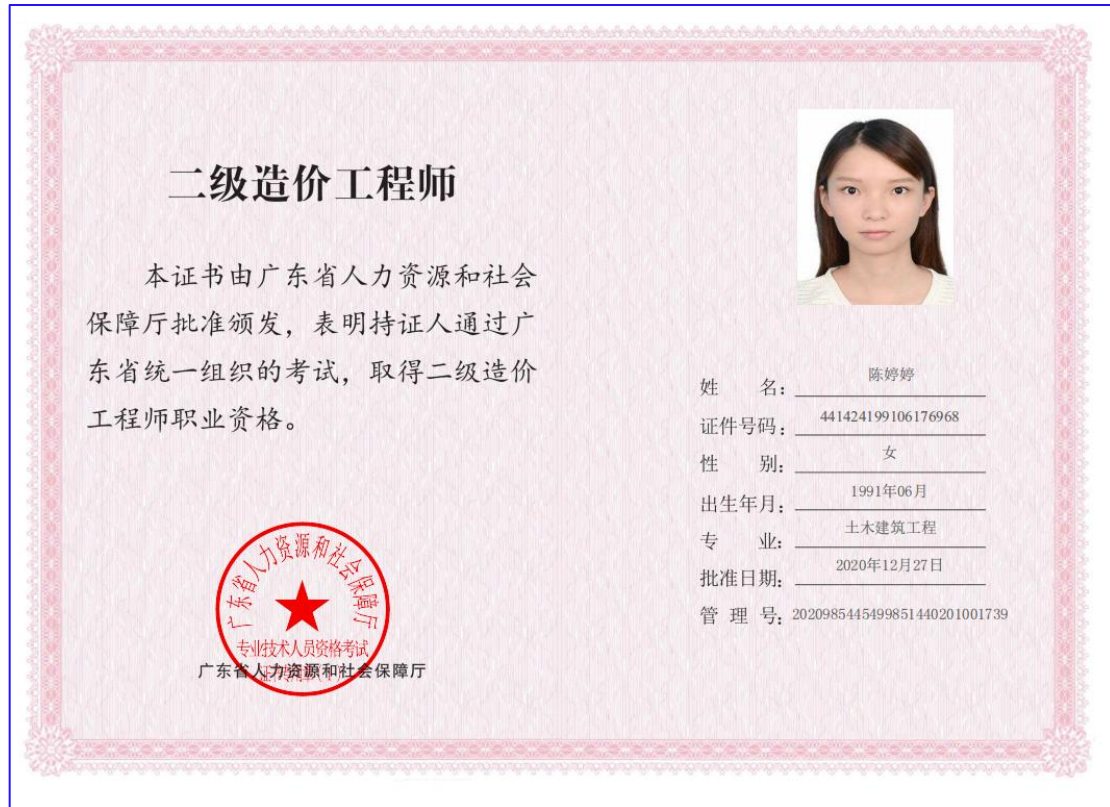 二级造价工程师
本证书由广东省人力资源和社会
保障厅批准颁发，表明持证人通过广
东省统一组织的考试，取得二级造价
工程师职业资格。
姓 名：陈婷婷
证件号码：441424199106176968
性 别：女
出生年月：1991年06月
专 业：土木建筑工程
批准日期：2020年12月27日
管 理 号：2020985445499851440201001739
广东省人力资源和社会保障厅
专业技术人员资格考试
广东省人力资源和社会保障厅